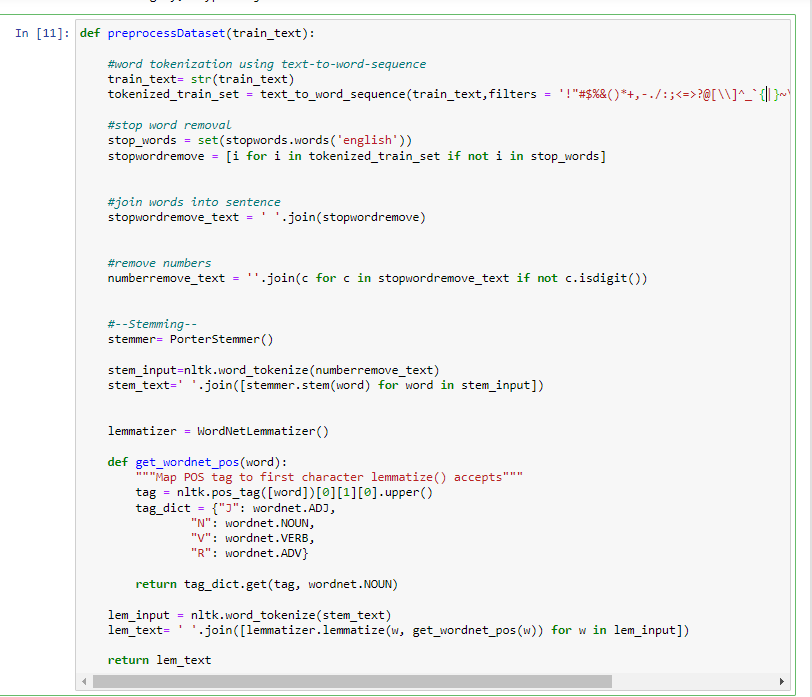 In [11]: def preprocessDataset(train_text):
#word tokenization using text-to-word-sequence
train_text= str(train_text)
tokenized_train_set = text_to_word_sequence(train_text,filters = '!"#$%&()*+,-./:;<=>?@[\\]^_`{|}~\
#stop word removal
stop_words = set(stopwords.words('english'))
stopwordremove = [i for i in tokenized_train_set if not i in stop_words]
#join words into sentence
stopwordremove_text = ' '.join(stopwordremove)
#remove numbers
numberremove_text = ''.join(c for c in stopwordremove_text if not c.isdigit())
#--Stemming--
stemmer= PorterStemmer()
stem_input=nltk.word_tokenize(numberremove_text)
stem_text=' '.join([stemmer.stem(word) for word in stem_input])
lemmatizer = WordNetLemmatizer()
def get_wordnet_pos(word):
"""Map POS tag to first character lemmatize() accepts"""
tag = nltk.pos_tag([word])[0][1][0].upper()
tag_dict = {"J": wordnet.ADJ,
"N": wordnet.NOUN,
"V": wordnet.VERB,
"R": wordnet.ADV}
return tag_dict.get(tag, wordnet.NOUN)
lem_input = nltk.word_tokenize(stem_text)
lem_text= ' '.join([lemmatizer.lemmatize(w, get_wordnet_pos(w)) for w in lem_input])
return lem_text